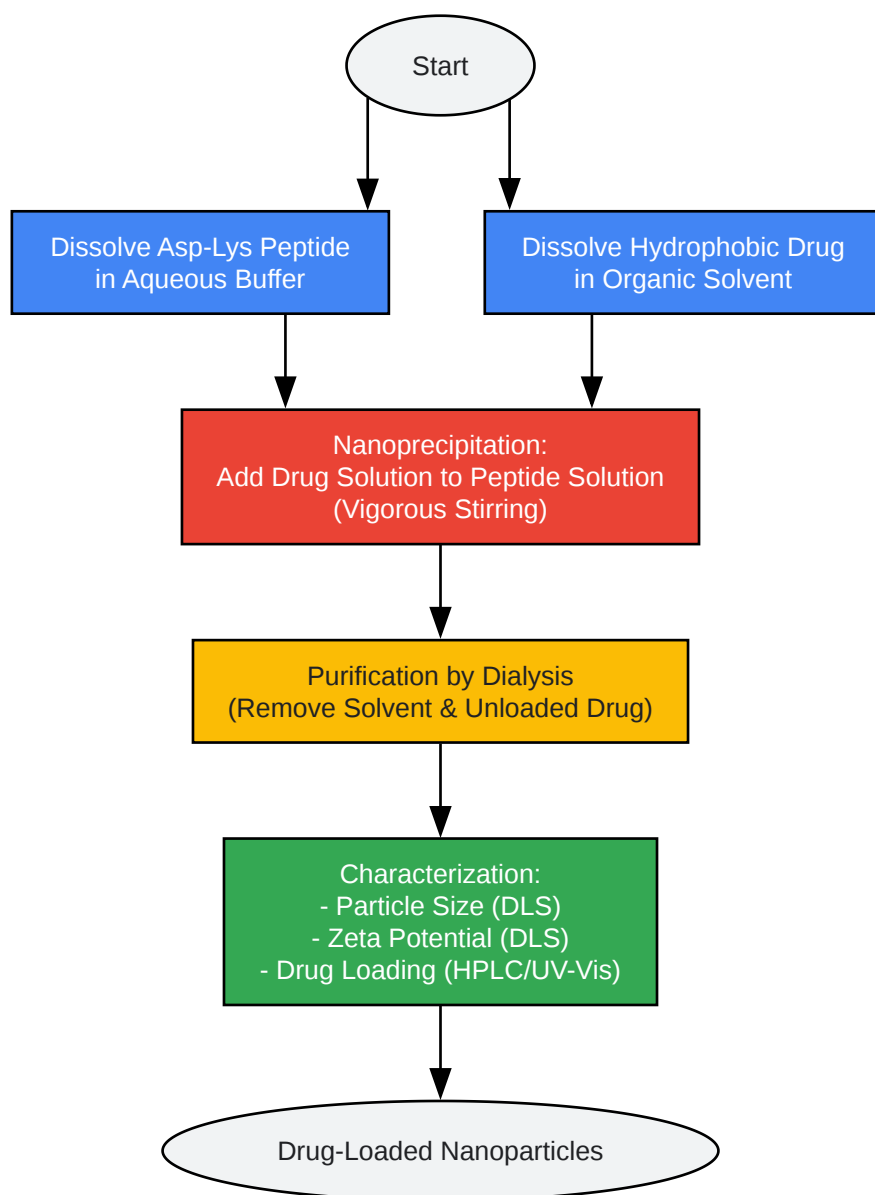 Start
Dissolve Asp-Lys Peptide
in Aqueous Buffer
Dissolve Hydrophobic Drug
in Organic Solvent
Nanoprecipitation:
Add Drug Solution to Peptide Solution
(Vigorous Stirring)
Purification by Dialysis
(Remove Solvent & Unloaded Drug)
Characterization:
- Particle Size (DLS)
- Zeta Potential (DLS)
- Drug Loading (HPLC/UV-Vis)
Drug-Loaded Nanoparticles